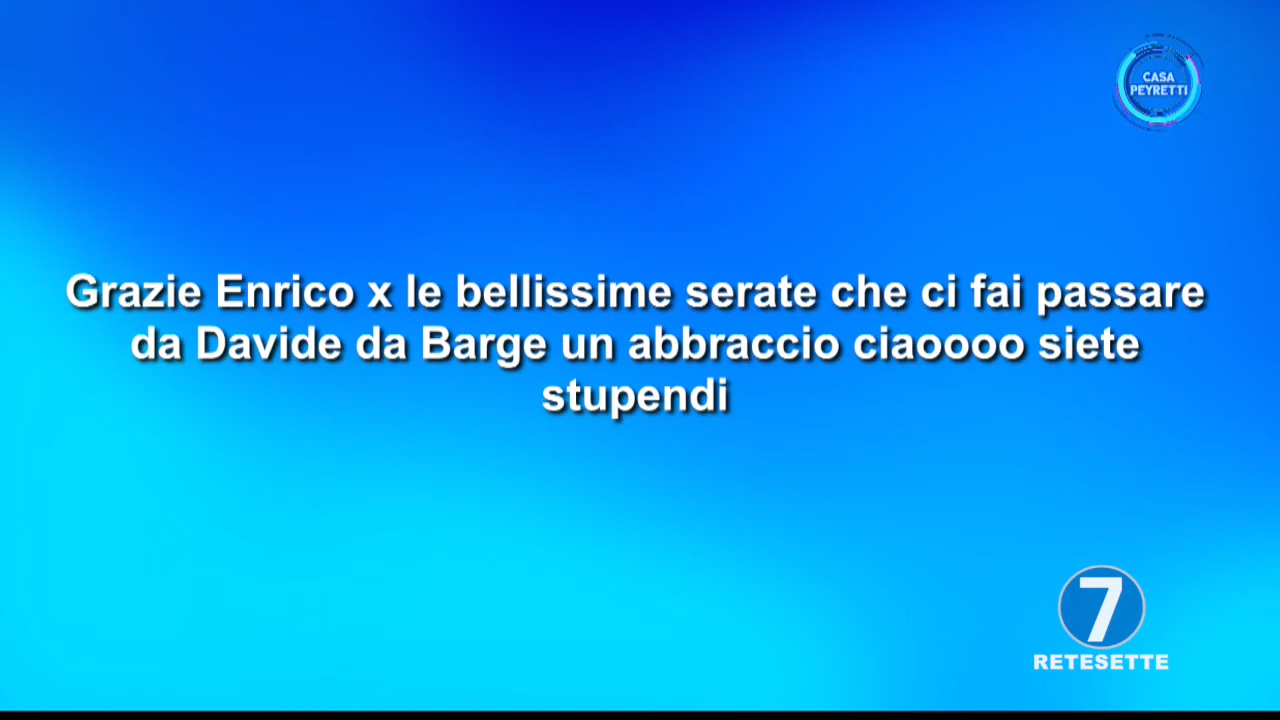 CASA
PEYRETTI
Grazie Enrico x le bellissime serate che ci fai passare
da Davide da Barge un abbraccio ciaoooo siete
stupendi
7
RETESETTE